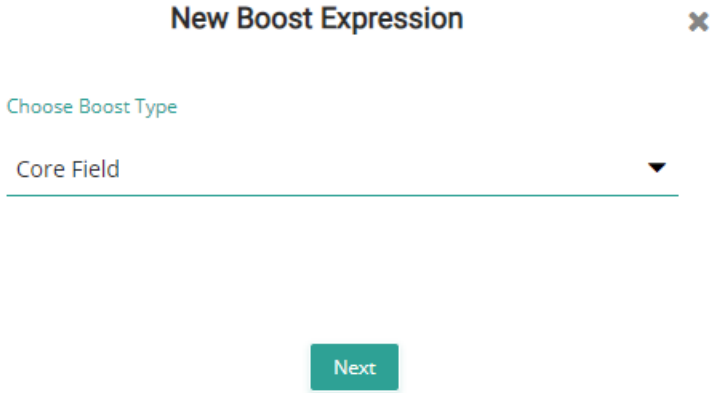 New Boost Expression
Choose Boost Type
Core Field
Next